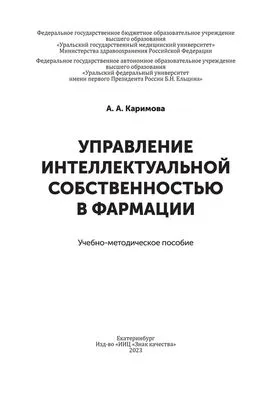 Федеральное государственное бюджетное образовательное учреждение
высшего образования
«Уральский государственный медицинский университет»
Министерства здравоохранения Российской Федерации
Федеральное государственное автономное образовательное учреждение
высшего образования
«Уральский федеральный университет
имени первого Президента России Б.Н. Ельцина»
А. А. Каримова
УПРАВЛЕНИЕ
ИНТЕЛЛЕКТУАЛЬНОЙ
СОБСТВЕННОСТЬЮ
В ФАРМАЦИИ
Учебно-методическое пособие
Екатеринбург
Изд-во «ИИЦ «Знак качества»
2023